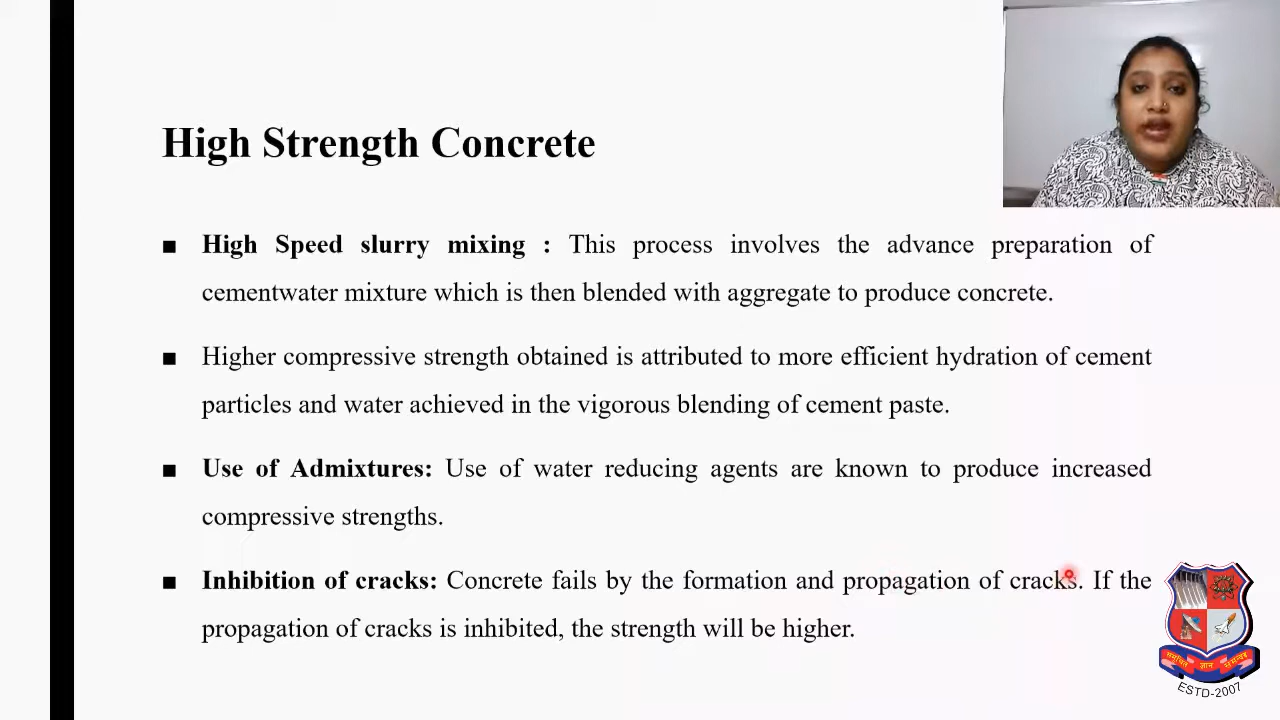 High Strength Concrete
■ High Speed slurry mixing : This process involves the advance preparation of
cementwater mixture which is then blended with aggregate to produce concrete.
■ Higher compressive strength obtained is attributed to more efficient hydration of cement
particles and water achieved in the vigorous blending of cement paste.
■ Use of Admixtures: Use of water reducing agents are known to produce increased
compressive strengths.
■ Inhibition of cracks: Concrete fails by the formation and propagation of cracks. If the
propagation of cracks is inhibited, the strength will be higher.
ज्ञान
ESTD-2007